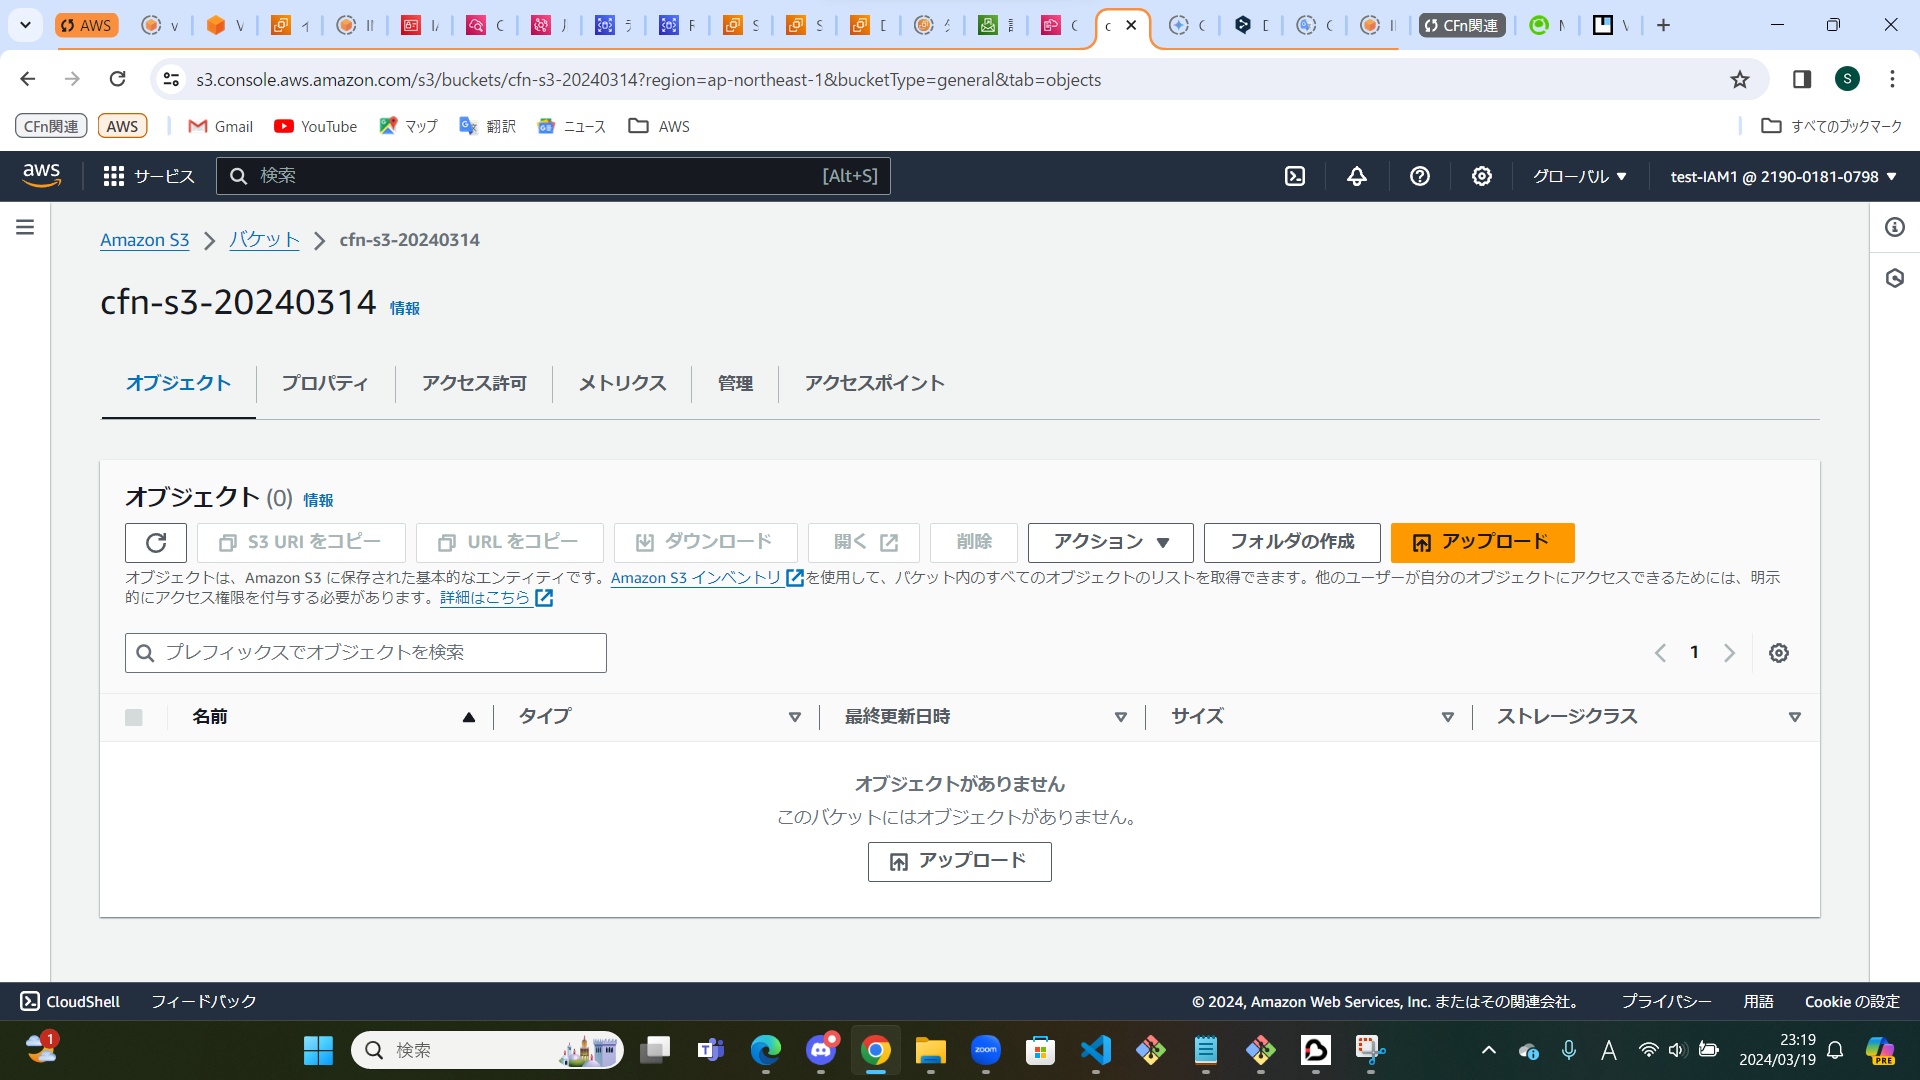 AWS
CFn関連
s3.console.aws.amazon.com/s3/buckets/cfn-s3-20240314?region=ap-northeast-1&bucketType=general&tab=objects
S
CFn関連 AWS Gmail YouTube マップ 翻訳 ニュース AWS すべてのブックマーク
aws サービス 検索 [Alt+S] グローバル test-IAM1 @ 2190-0181-0798
Amazon S3 バケット cfn-s3-20240314
cfn-s3-20240314 情報
オブジェクト プロパティ アクセス許可 メトリクス 管理 アクセスポイント
オブジェクト (0) 情報
S3 URI をコピー URL をコピー ダウンロード 開く 削除 アクション フォルダの作成 アップロード
オブジェクトは、Amazon S3 に保存された基本的なエンティティです。Amazon S3 インベントリ を使用して、バケット内のすべてのオブジェクトのリストを取得できます。他のユーザーが自分のオブジェクトにアクセスできるためには、明示
的にアクセス権限を付与する必要があります。詳細はこちら
プレフィックスでオブジェクトを検索 1
名前 タイプ 最終更新日時 サイズ ストレージクラス
オブジェクトがありません
このバケットにはオブジェクトがありません。
アップロード
CloudShell フィードバック © 2024, Amazon Web Services, Inc. またはその関連会社。 プライバシー 用語 Cookie の設定
1 検索 zoom A 23:19 PRE
2024/03/19